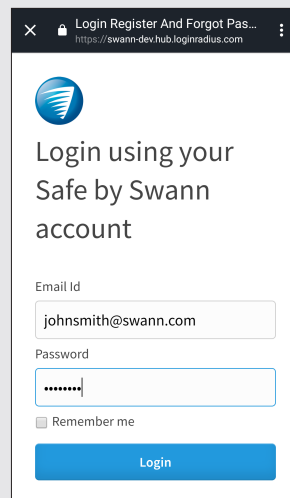 Login Register And Forgot Pas...
https://swann-dev.hub.loginradius.com
Login using your
Safe by Swann
account
Email Id
johnsmith@swann.com
Password
••••••••
Remember me
Login